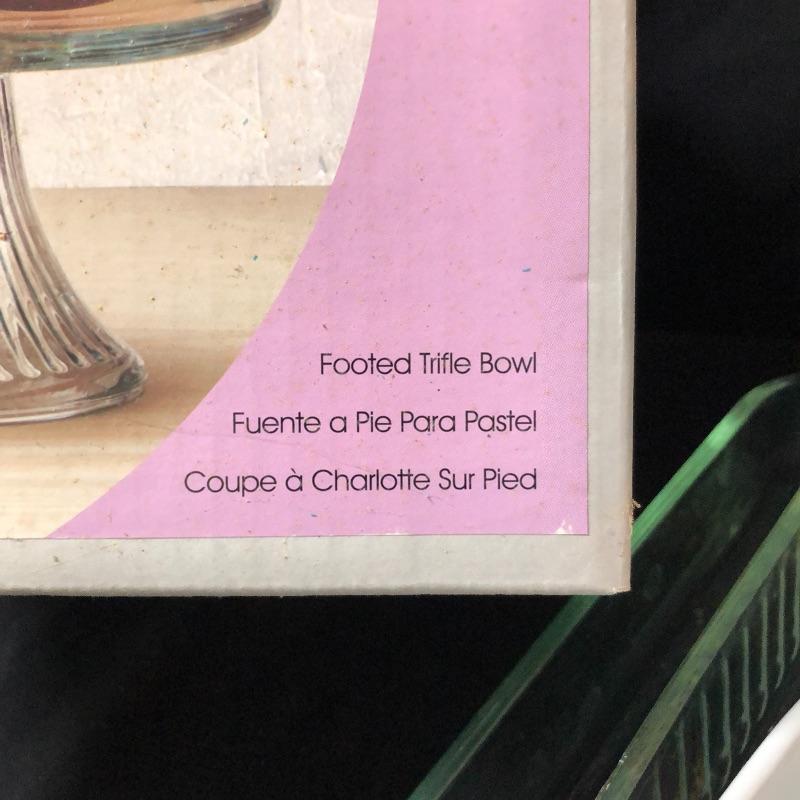 Footed Trifle Bowl
Fuente a Pie Para Pastel
Coupe à Charlotte Sur Pied